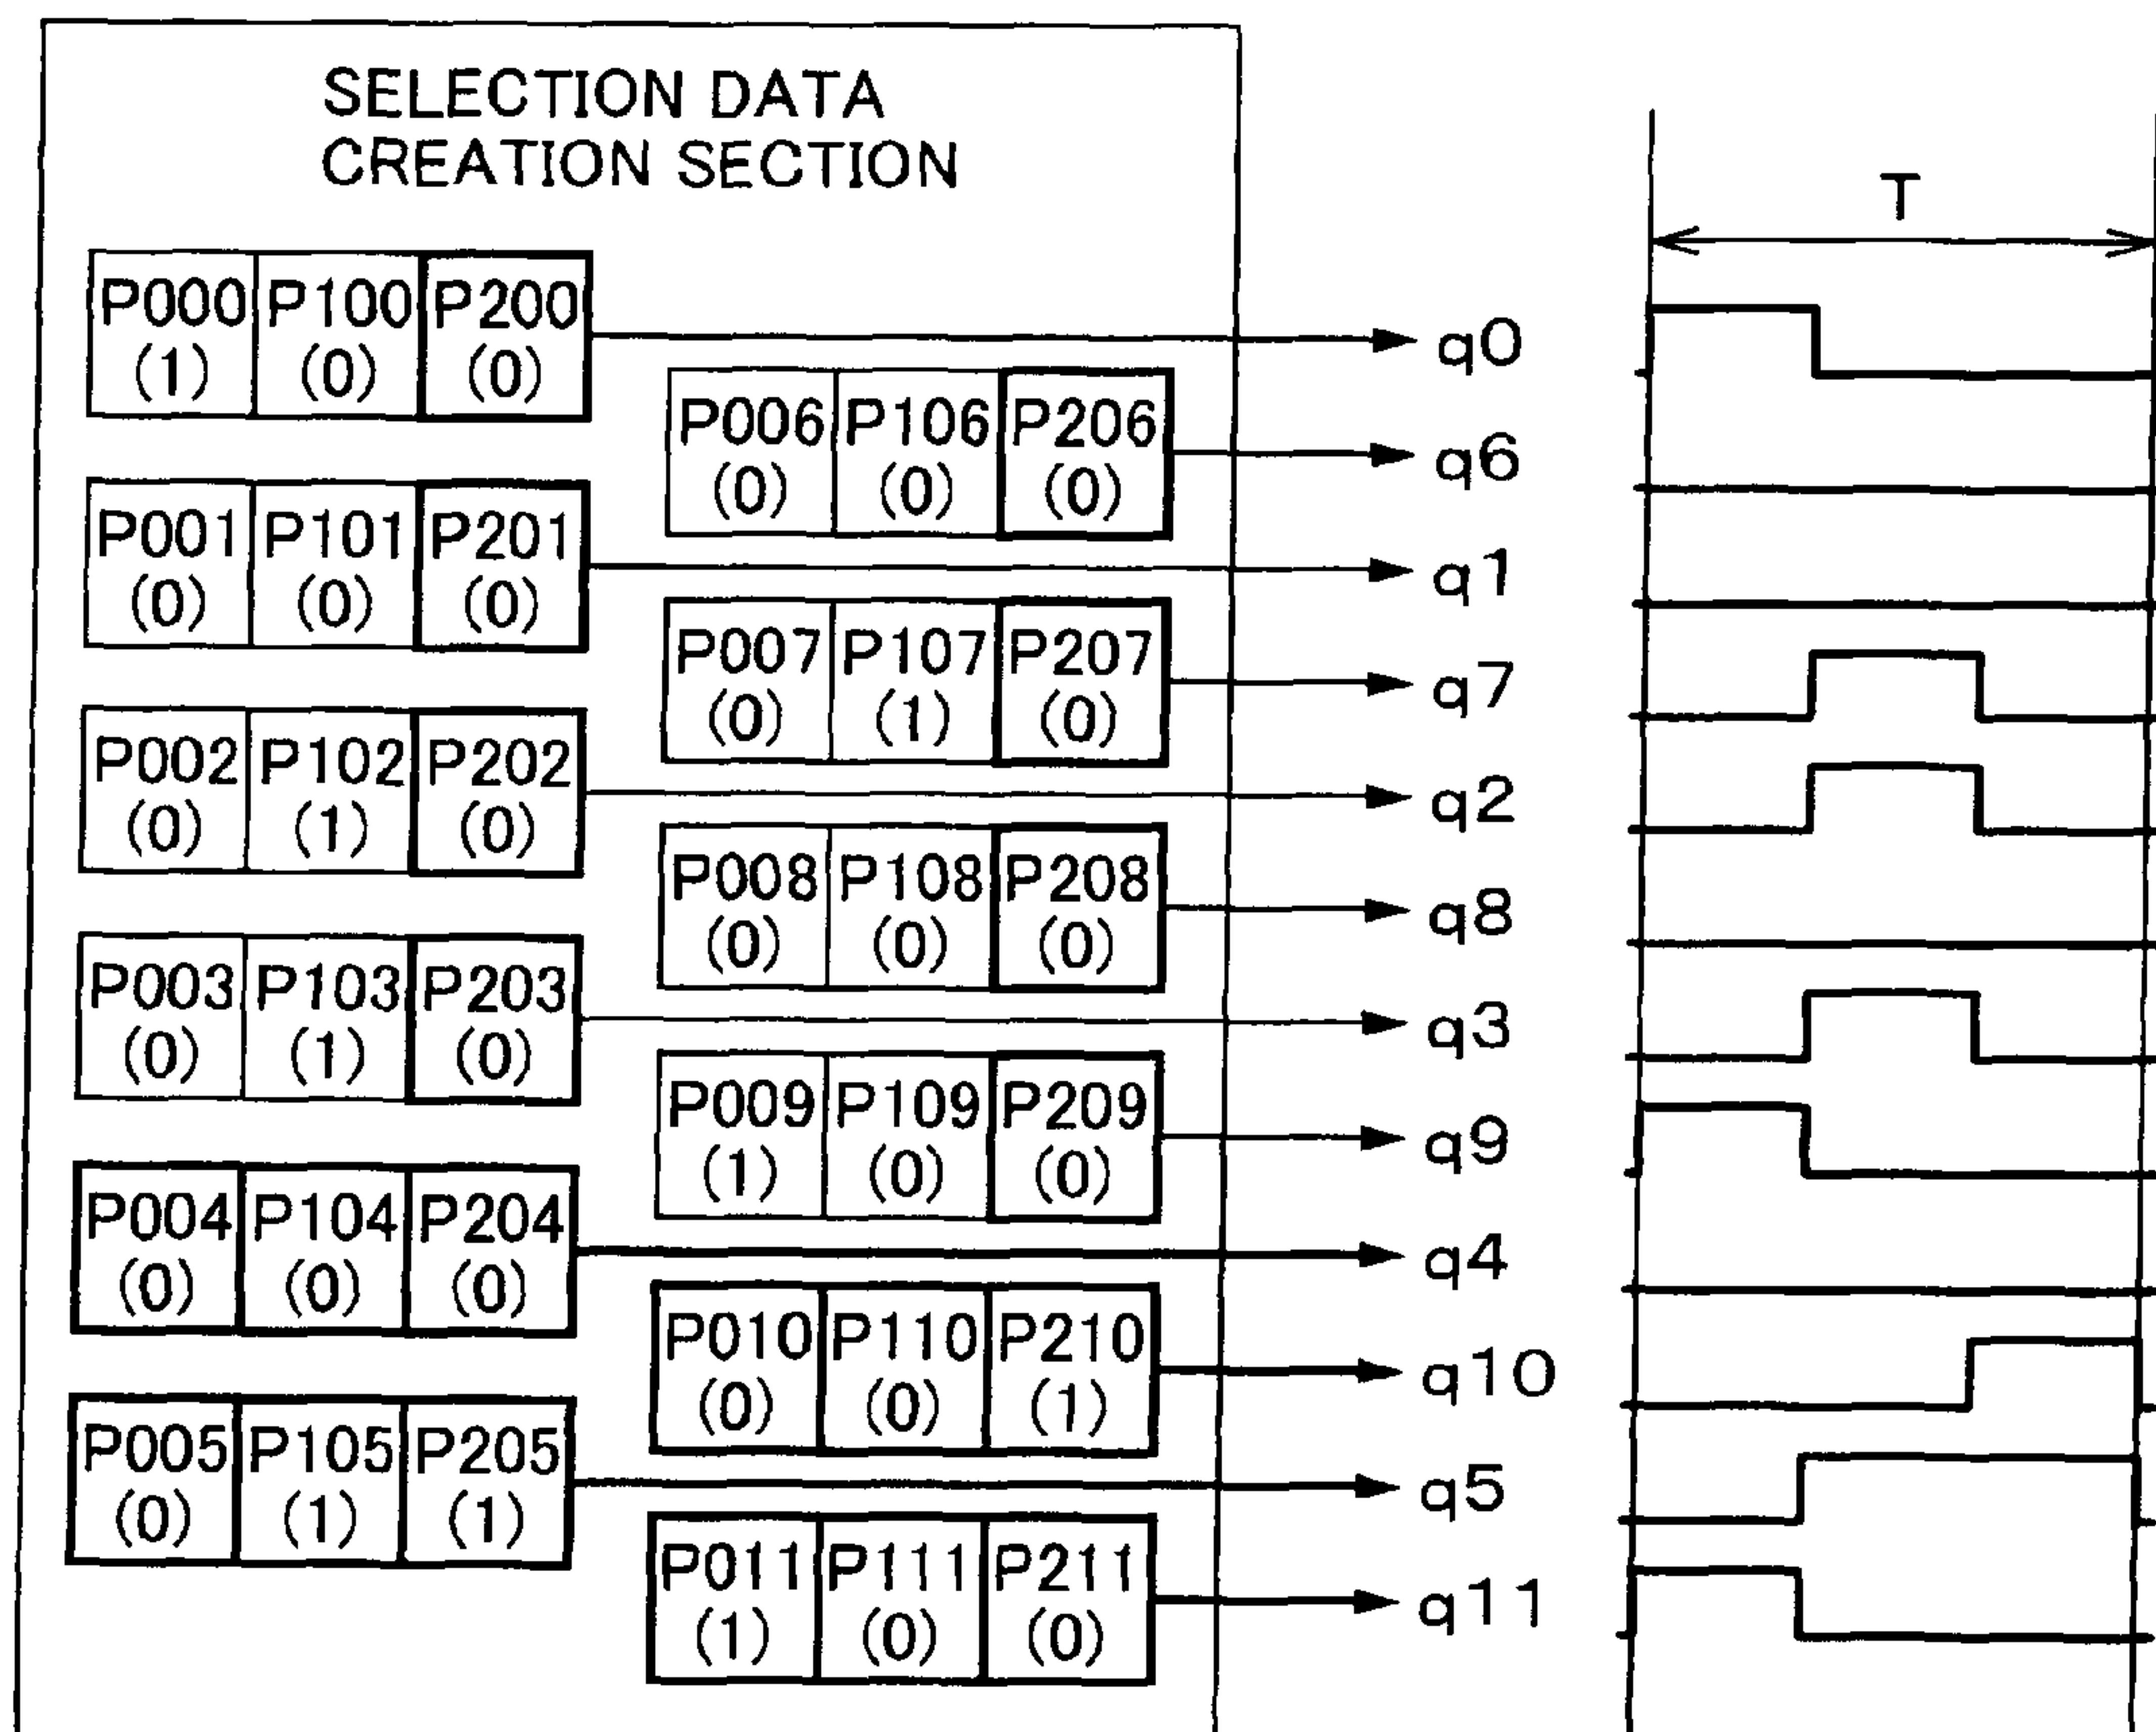 SELECTION DATA
CREATION SECTION
T
P000 P100 P200
(1) (0) (0)
q0
P006 P106 P206
(0) (0) (0)
q6
P001 P101 P201
(0) (0) (0)
q1
P007 P107 P207
(0) (1) (0)
q7
P002 P102 P202
(0) (1) (0)
q2
P008 P108 P208
(0) (0) (0)
q8
P003 P103 P203
(0) (1) (0)
q3
P009 P109 P209
(1) (0) (0)
q9
P004 P104 P204
(0) (0) (0)
q4
P010 P110 P210
(0) (0) (1)
q10
P005 P105 P205
(0) (1) (1)
q5
P011 P111 P211
(1) (0) (0)
q11